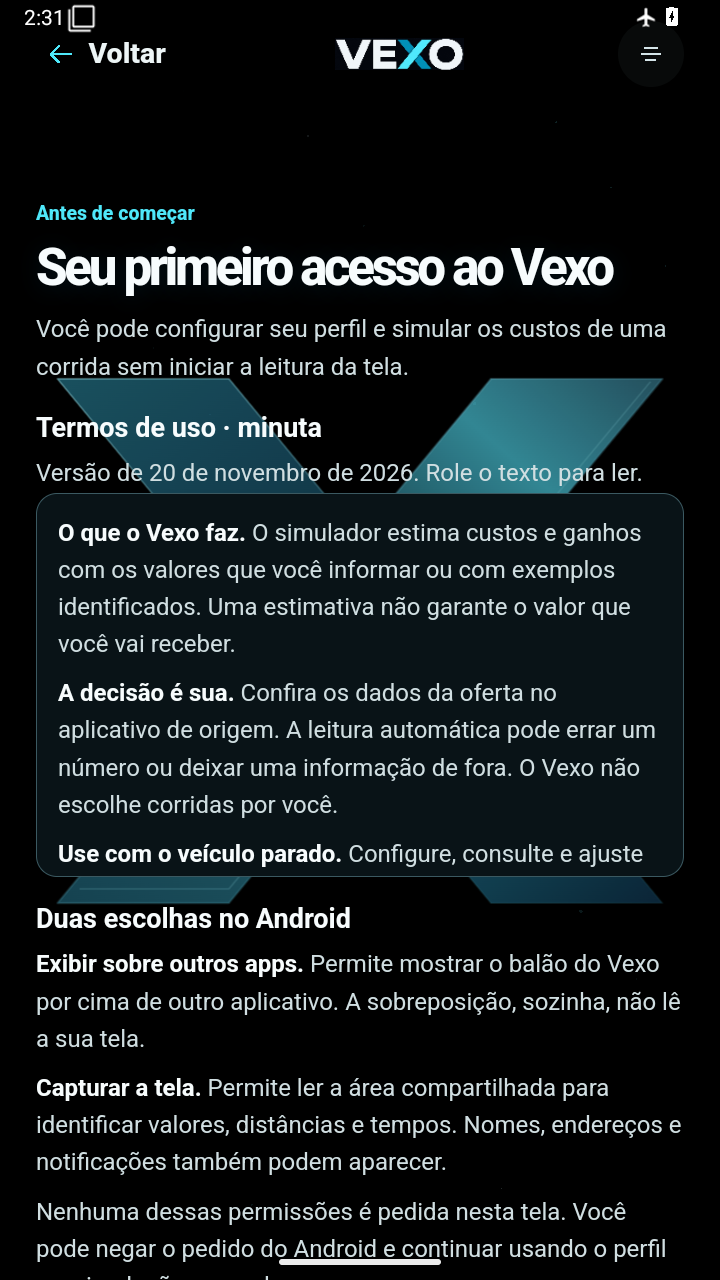 2:31
Voltar
VEXO
Antes de começar
Seu primeiro acesso ao Vexo
Você pode configurar seu perfil e simular os custos de uma
corrida sem iniciar a leitura da tela.
Termos de uso · minuta
Versão de 20 de novembro de 2026. Role o texto para ler.
O que o Vexo faz. O simulador estima custos e ganhos
com os valores que você informar ou com exemplos
identificados. Uma estimativa não garante o valor que
você vai receber.
A decisão é sua. Confira os dados da oferta no
aplicativo de origem. A leitura automática pode errar um
número ou deixar uma informação de fora. O Vexo não
escolhe corridas por você.
Use com o veículo parado. Configure, consulte e ajuste
Duas escolhas no Android
Exibir sobre outros apps. Permite mostrar o balão do Vexo
por cima de outro aplicativo. A sobreposição, sozinha, não lê
a sua tela.
Capturar a tela. Permite ler a área compartilhada para
identificar valores, distâncias e tempos. Nomes, endereços e
notificações também podem aparecer.
Nenhuma dessas permissões é pedida nesta tela. Você
pode negar o pedido do Android e continuar usando o perfil